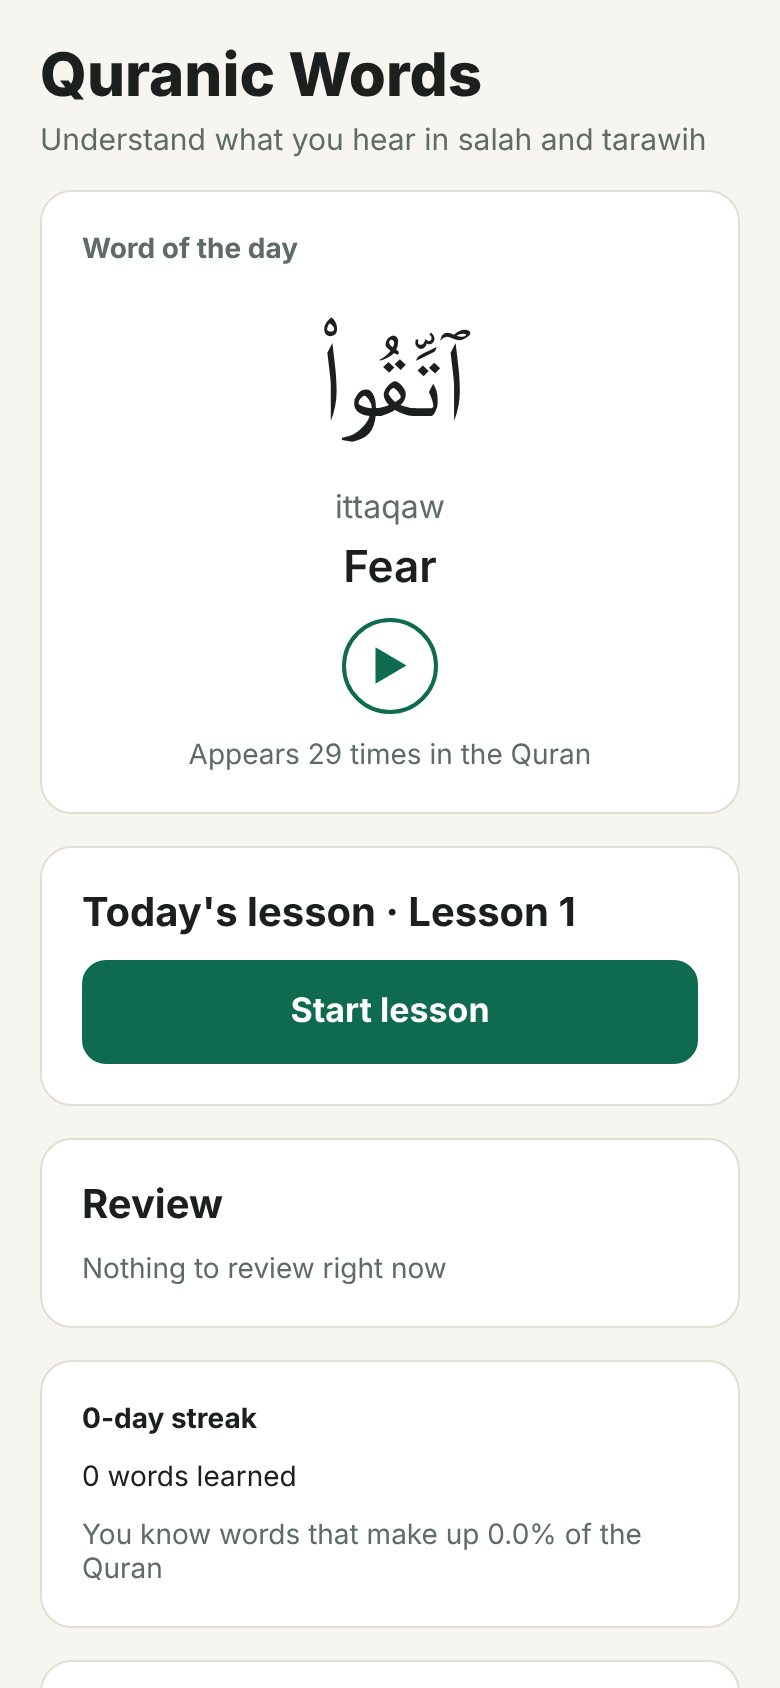 Quranic Words
Understand what you hear in salah and tarawih
Word of the day
ٱتَّقُوا۟
ittaqaw
Fear
Appears 29 times in the Quran
Today's lesson · Lesson 1
Start lesson
Review
Nothing to review right now
0-day streak
0 words learned
You know words that make up 0.0% of the
Quran